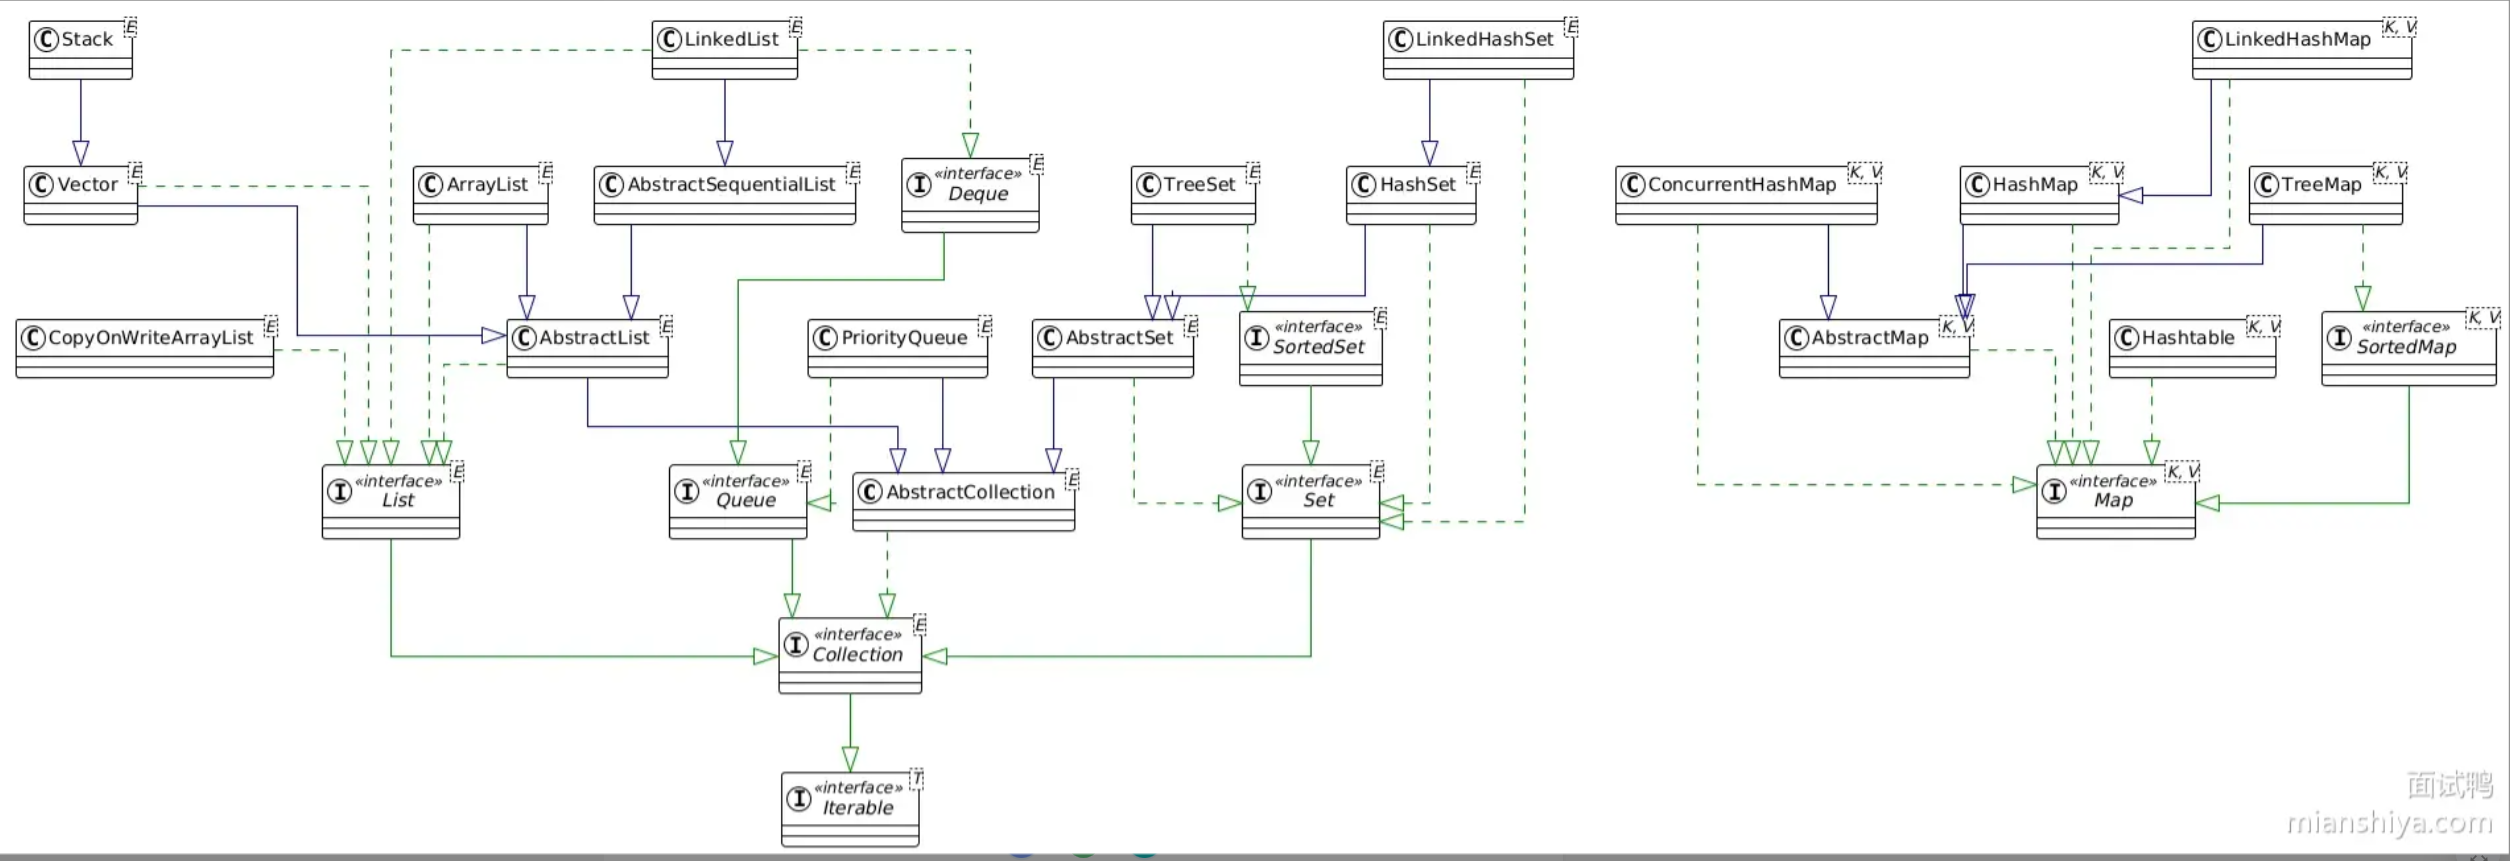 C Stack E
C LinkedList E
C LinkedHashSet E
C LinkedHashMap K, V
C Vector E
C ArrayList E
C AbstractSequentialList E
I «interface» E
Deque
C TreeSet E
C HashSet E
C ConcurrentHashMap K, V
C HashMap K, V
C TreeMap K, V
C CopyOnWriteArrayList E
C AbstractList E
C PriorityQueue E
C AbstractSet E
I «interface» E
SortedSet
C AbstractMap K, V
C Hashtable K, V
I «interface» K, V
SortedMap
I «interface» E
List
I «interface» E
Queue
C AbstractCollection E
I «interface» E
Set
I «interface» K, V
Map
I «interface» E
Collection
I «interface» T
Iterable
面试鸭
mianshiya.com